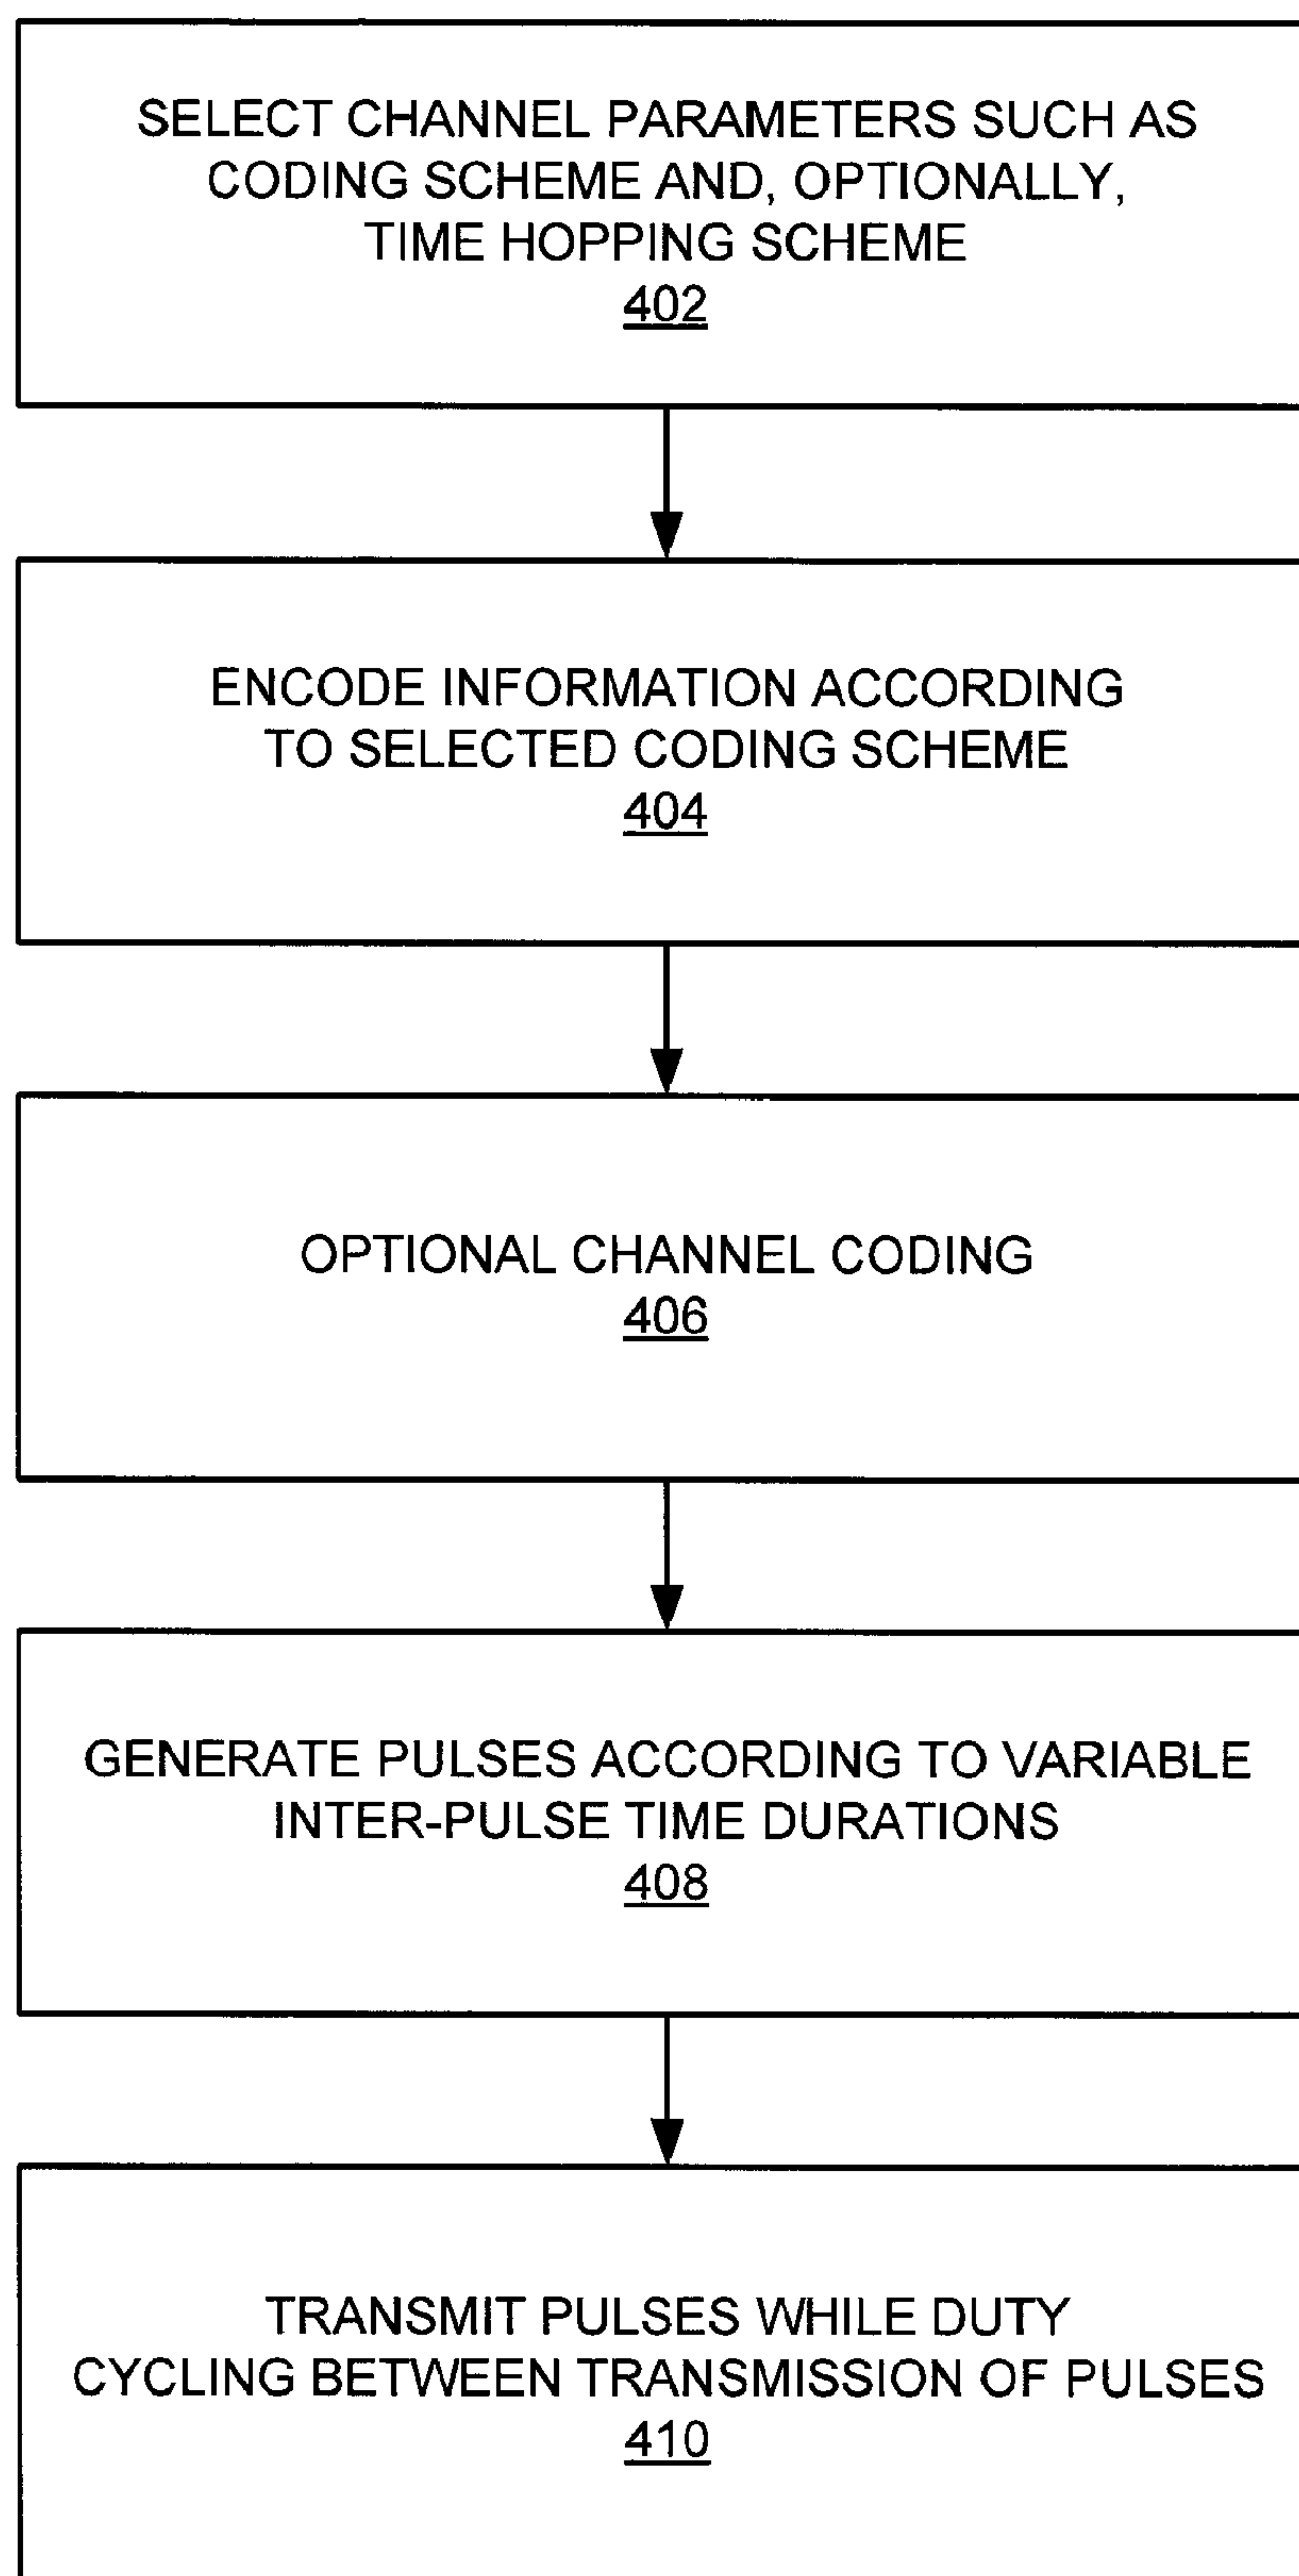 SELECT CHANNEL PARAMETERS SUCH AS
CODING SCHEME AND, OPTIONALLY,
TIME HOPPING SCHEME
402
ENCODE INFORMATION ACCORDING
TO SELECTED CODING SCHEME
404
OPTIONAL CHANNEL CODING
406
GENERATE PULSES ACCORDING TO VARIABLE
INTER-PULSE TIME DURATIONS
408
TRANSMIT PULSES WHILE DUTY
CYCLING BETWEEN TRANSMISSION OF PULSES
410